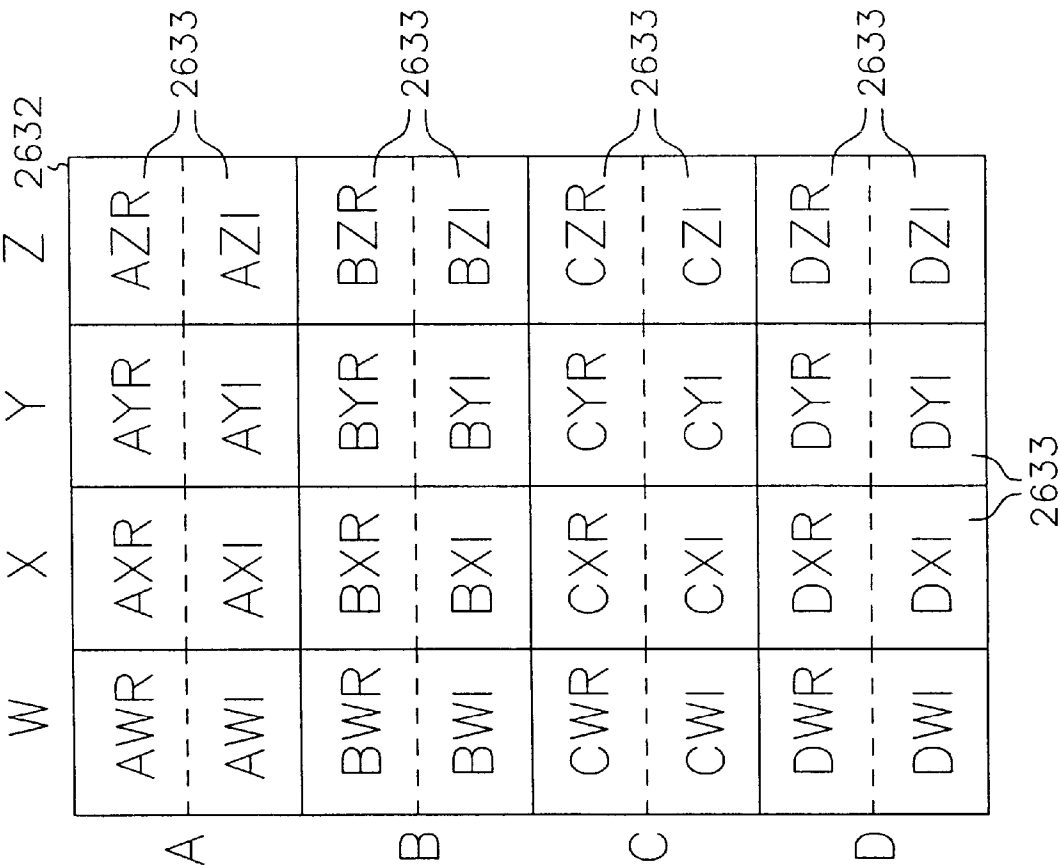 2632
W X Y Z
A
AWR AXR AYR AZR 2633
AWI AXI AYI AZI
B
BWR BXR BYR BZR 2633
BWI BXI BYI BZI
C
CWR CXR CYR CZR 2633
CWI CXI CYI CZI
D
DWR DXR DYR DZR 2633
DWI DXI DYI DZI
2633